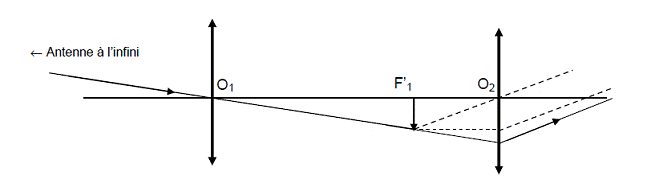 ← Antenne à l'infini
O₁
F'₁
O₂